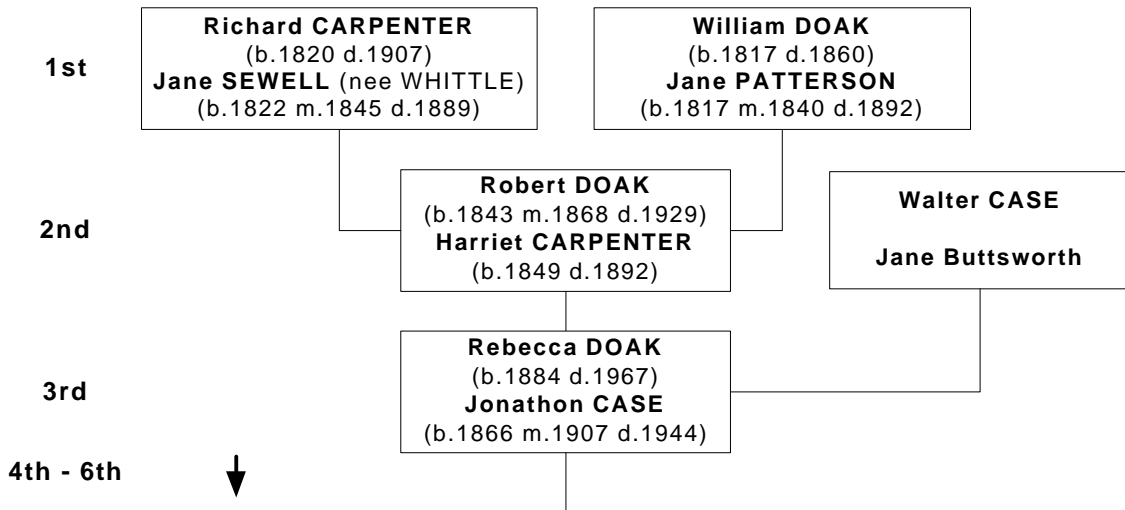 1st
Richard CARPENTER
(b.1820 d.1907)
Jane SEWELL (nee WHITTLE)
(b.1822 m.1845 d.1889)
William DOAK
(b.1817 d.1860)
Jane PATTERSON
(b.1817 m.1840 d.1892)
2nd
Robert DOAK
(b.1843 m.1868 d.1929)
Harriet CARPENTER
(b.1849 d.1892)
Walter CASE
Jane Buttsworth
3rd
Rebecca DOAK
(b.1884 d.1967)
Jonathon CASE
(b.1866 m.1907 d.1944)
4th - 6th